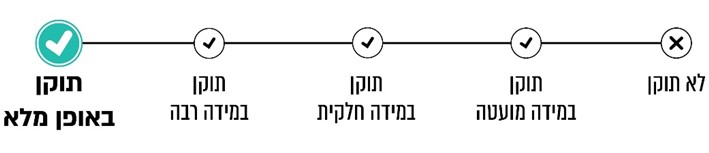 לא תוקן
תוקן
במידה מועטה
תוקן
במידה חלקית
תוקן
במידה רבה
תוקן
באופן מלא